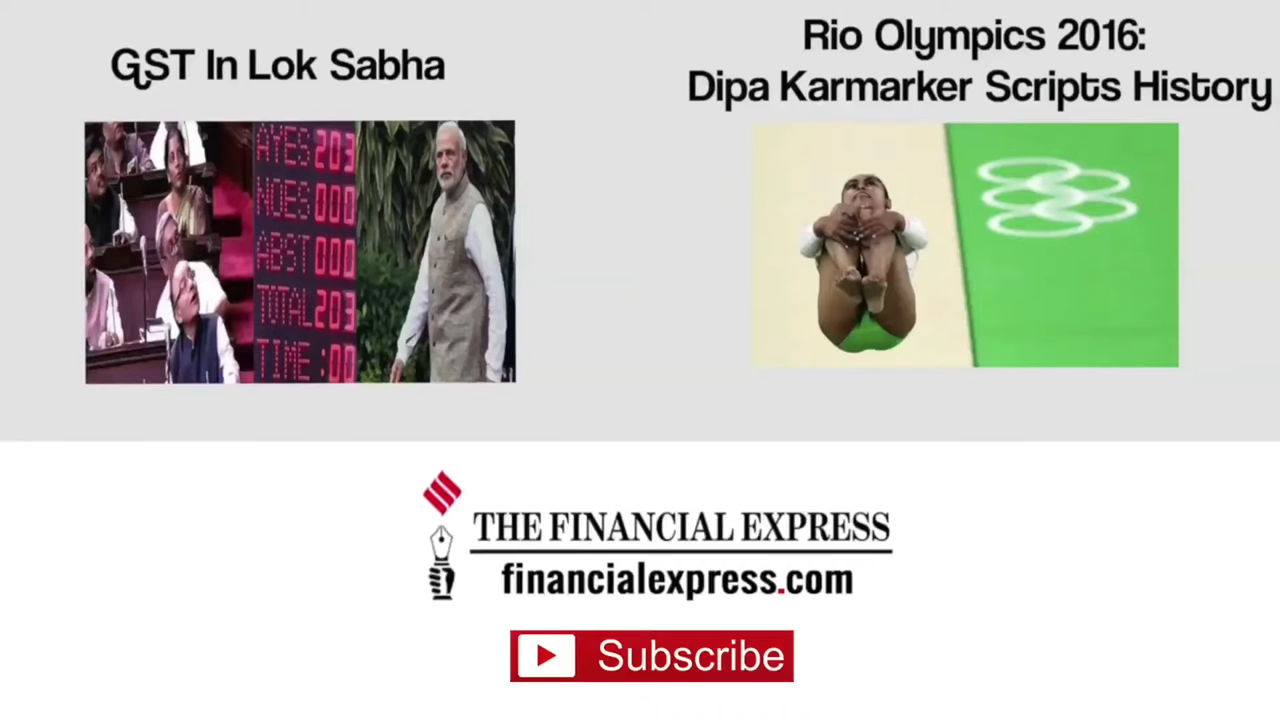 GST In Lok Sabha
Rio Olympics 2016:
Dipa Karmarker Scripts History
AYES 203
NOES 000
ABST 000
TOTAL 203
TIME :00
THE FINANCIAL EXPRESS
financialexpress.com
Subscribe